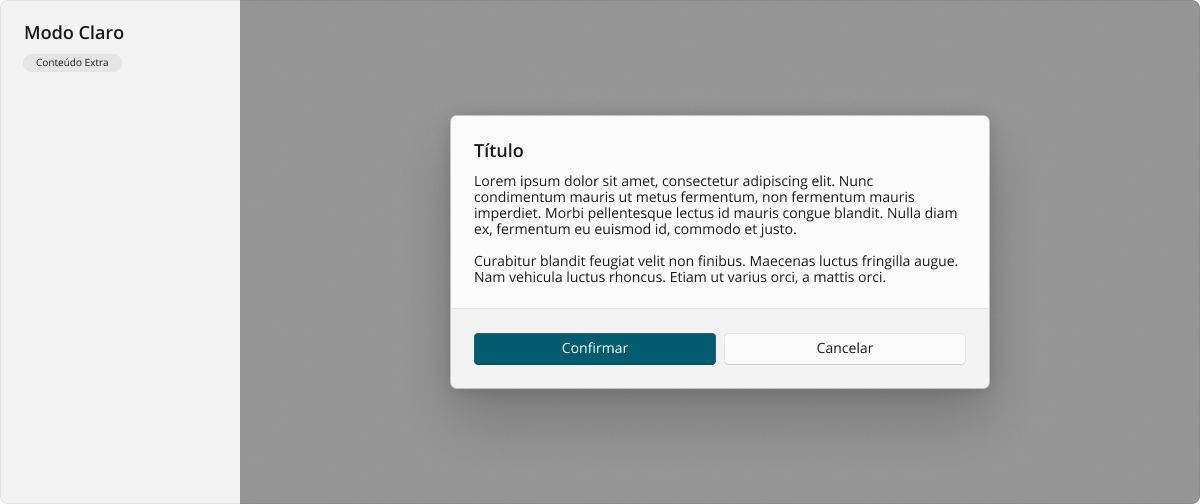 Modo Claro
Conteúdo Extra
Título
Lorem ipsum dolor sit amet, consectetur adipiscing elit. Nunc
condimentum mauris ut metus fermentum, non fermentum mauris
imperdiet. Morbi pellentesque lectus id mauris congue blandit. Nulla diam
ex, fermentum eu euismod id, commodo et justo.
Curabitur blandit feugiat velit non finibus. Maecenas luctus fringilla augue.
Nam vehicula luctus rhoncus. Etiam ut varius orci, a mattis orci.
Confirmar
Cancelar